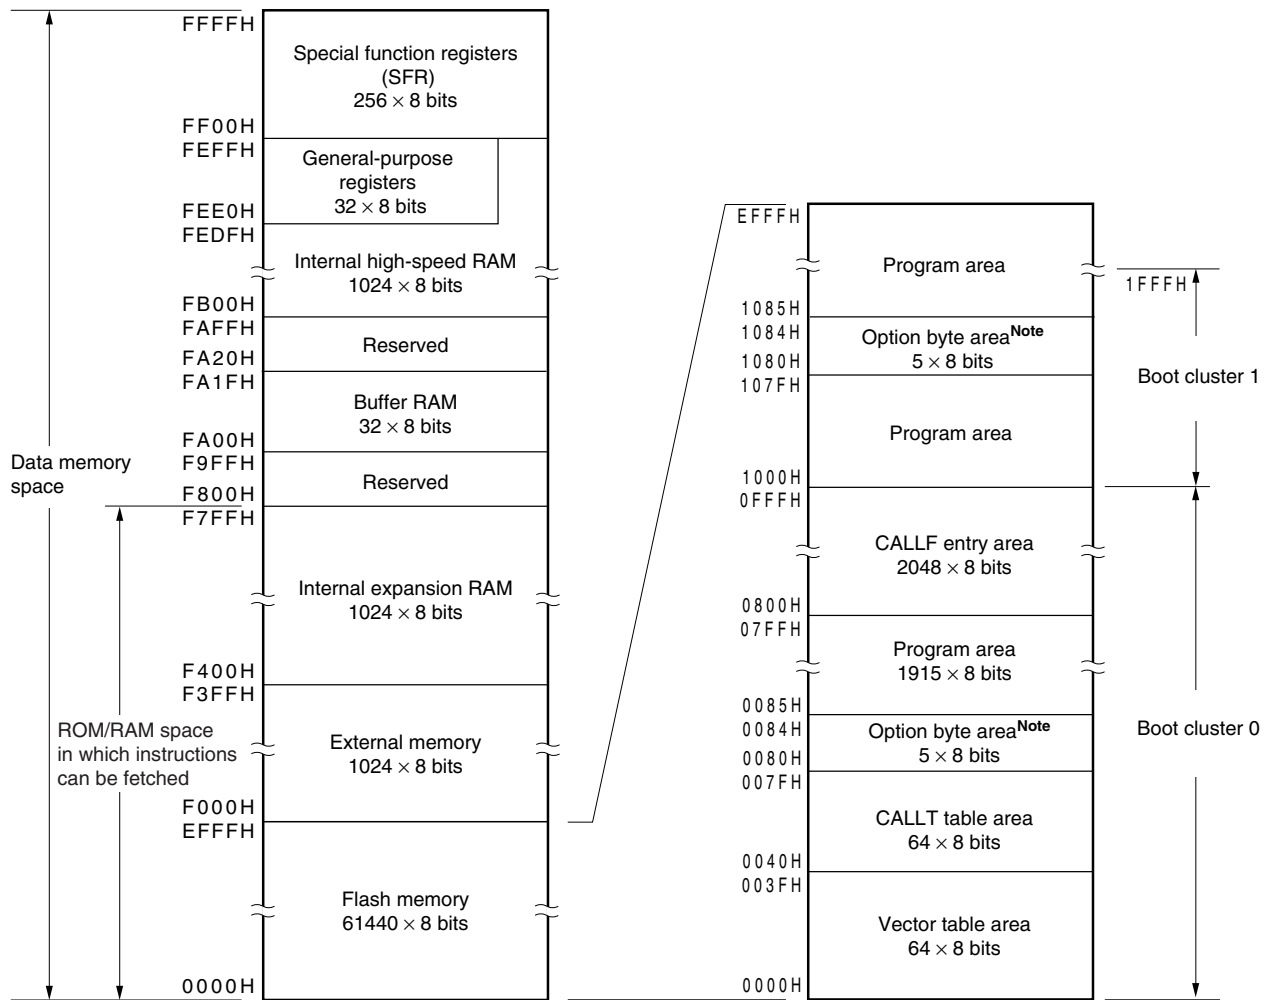 FFFFH
Special function registers
(SFR)
256 × 8 bits
FF00H
FEFFH
General-purpose
registers
32 × 8 bits
FEE0H
FEDFH
Internal high-speed RAM
1024 × 8 bits
FB00H
FAFFH
Reserved
FA20H
FA1FH
Buffer RAM
32 × 8 bits
FA00H
F9FFH
Reserved
F800H
F7FFH
Data memory
space
Internal expansion RAM
1024 × 8 bits
F400H
F3FFH
ROM/RAM space
in which instructions
can be fetched
External memory
1024 × 8 bits
F000H
EFFFH
Flash memory
61440 × 8 bits
0000H
EFFFH
Program area
1FFFH
1085H
1084H
Option byte areaNote
5 × 8 bits
1080H
107FH
Boot cluster 1
Program area
1000H
0FFFH
CALLF entry area
2048 × 8 bits
0800H
07FFH
Program area
1915 × 8 bits
0085H
0084H
Option byte areaNote
5 × 8 bits
Boot cluster 0
0080H
007FH
CALLT table area
64 × 8 bits
0040H
003FH
Vector table area
64 × 8 bits
0000H